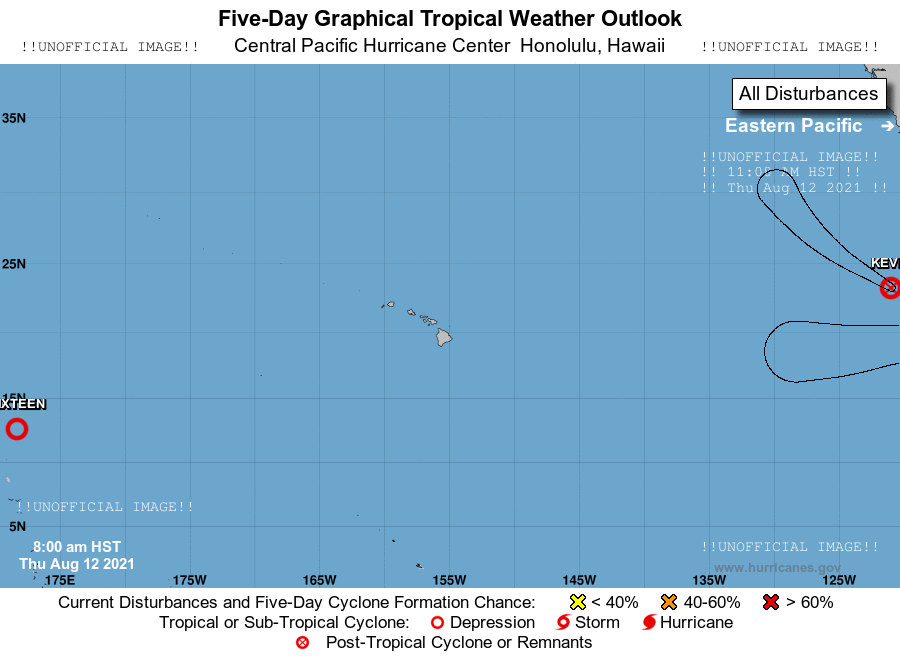 Five-Day Graphical Tropical Weather Outlook
!!UNOFFICIAL IMAGE!! Central Pacific Hurricane Center Honolulu, Hawaii !!UNOFFICIAL IMAGE!!
All Disturbances
35N
Eastern Pacific
!!UNOFFICIAL IMAGE!!
!! 11:08 AM HST !!
!! Thu Aug 12 2021 !!
25N
KEV
15N
XTEEN
!!UNOFFICIAL IMAGE!!
5N
8:00 am HST
!!UNOFFICIAL IMAGE!!
Thu Aug 12 2021
www.hurricanes.gov
175E 175W 165W 155W 145W 135W 125W
Current Disturbances and Five-Day Cyclone Formation Chance: < 40% 40-60% > 60%
Tropical or Sub-Tropical Cyclone: Depression Storm Hurricane
Post-Tropical Cyclone or Remnants